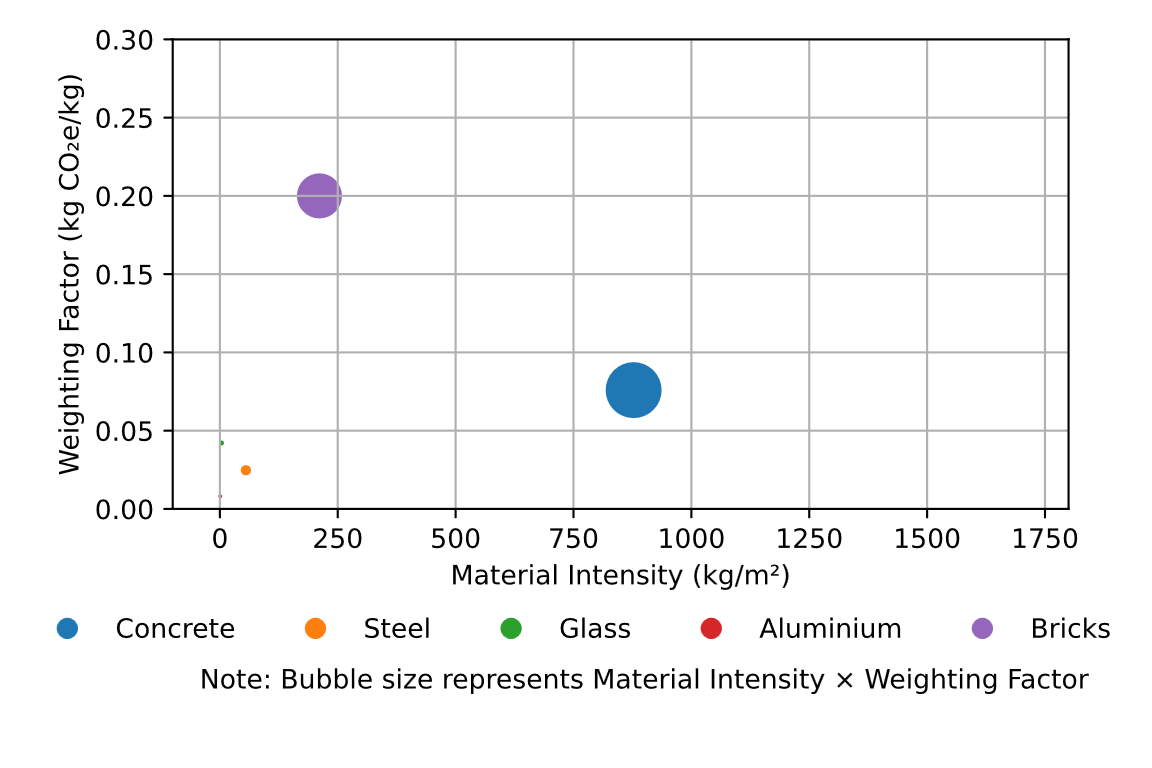 0.30
0.25
0.20
0.15
0.10
0.05
0.00
Weighting Factor (kg CO₂e/kg)
0 250 500 750 1000 1250 1500 1750
Material Intensity (kg/m²)
Concrete Steel Glass Aluminium Bricks
Note: Bubble size represents Material Intensity × Weighting Factor